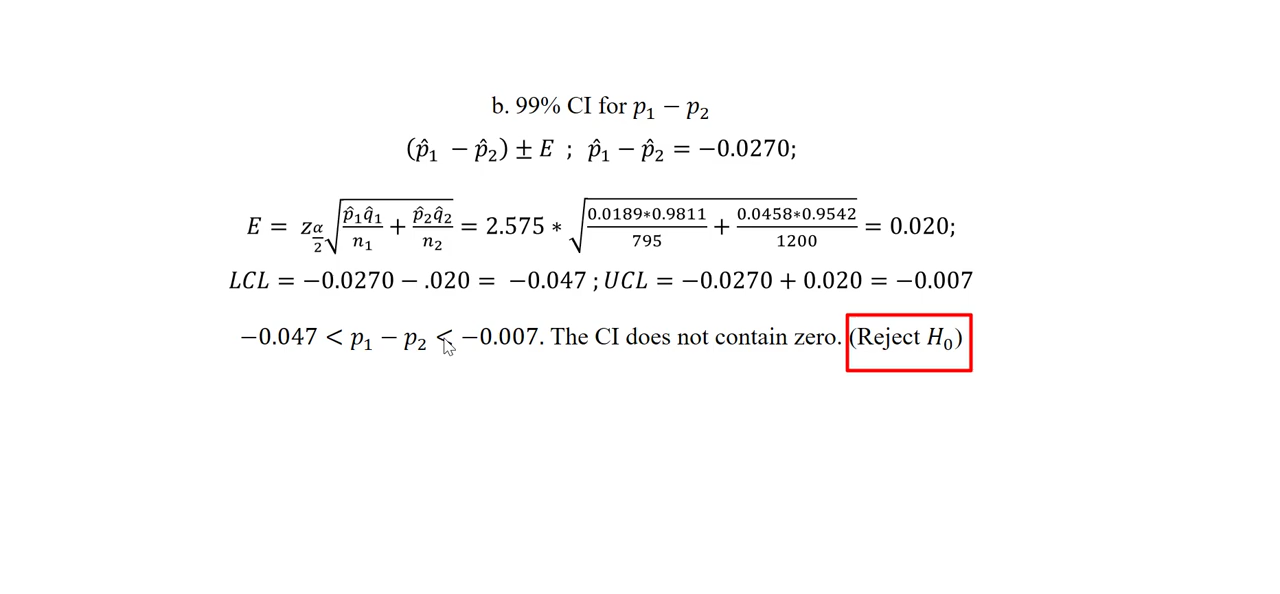 b. 99% CI for p₁ − p₂
(p̂₁ − p̂₂) ± E ; p̂₁ − p̂₂ = −0.0270;
E = z_{α/2} √(p̂₁q̂₁/n₁ + p̂₂q̂₂/n₂) = 2.575 * √(0.0189*0.9811/795 + 0.0458*0.9542/1200) = 0.020;
LCL = −0.0270 − .020 = −0.047 ; UCL = −0.0270 + 0.020 = −0.007
−0.047 < p₁ − p₂ < −0.007. The CI does not contain zero. (Reject H₀)